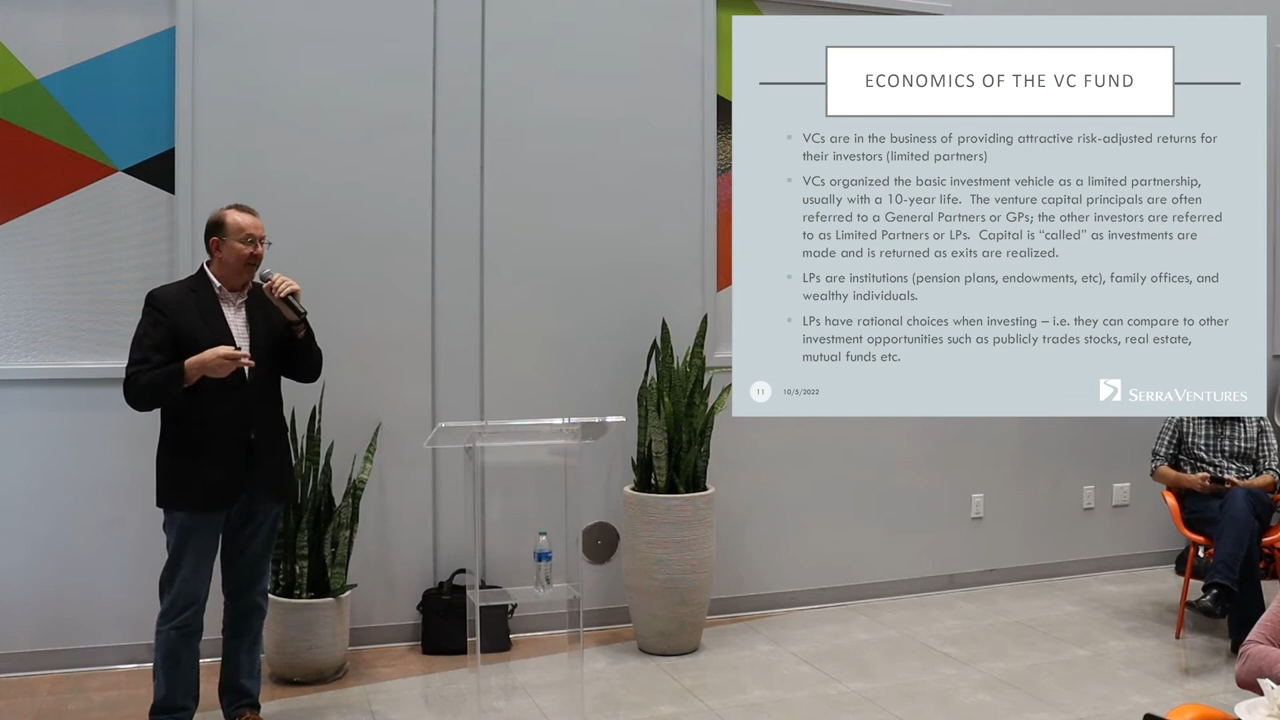 ECONOMICS OF THE VC FUND
VCs are in the business of providing attractive risk-adjusted returns for
their investors (limited partners)
VCs organized the basic investment vehicle as a limited partnership,
usually with a 10-year life. The venture capital principals are often
referred to a General Partners or GPs; the other investors are referred
to as Limited Partners or LPs. Capital is “called” as investments are
made and is returned as exits are realized.
LPs are institutions (pension plans, endowments, etc), family offices, and
wealthy individuals.
LPs have rational choices when investing – i.e. they can compare to other
investment opportunities such as publicly trades stocks, real estate,
mutual funds etc.
11 10/5/2022
SERRAVENTURES